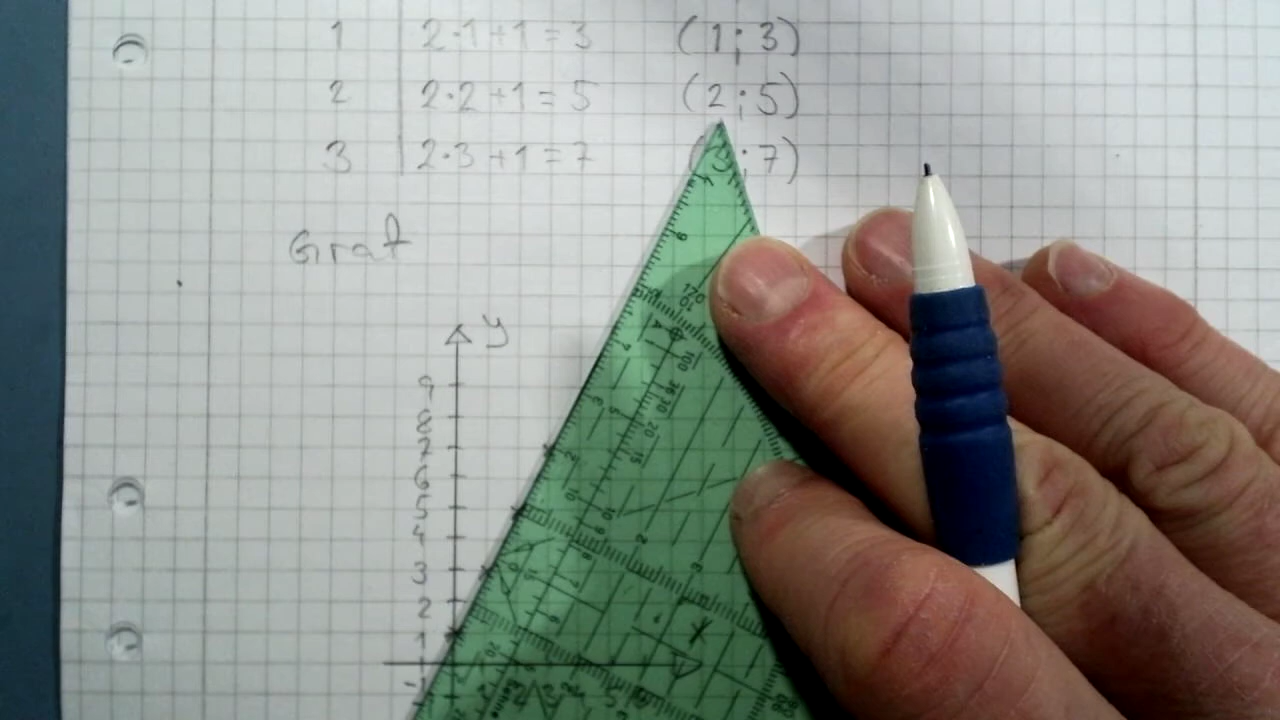 1 2·1+1=3 (1;3)
2 2·2+1=5 (2;5)
3 2·3+1=7 (3;7)
Graf
y
9
8
7
6
5
4
3
2
1
x
-1